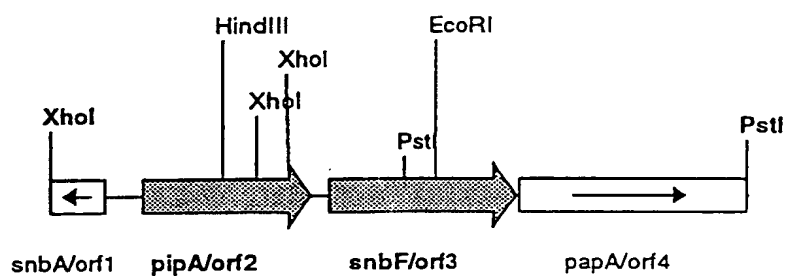 HindIII
EcoRI
XhoI
XhoI
XhoI
PstI
PstI
snbA/orf1
pipA/orf2
snbF/orf3
papA/orf4